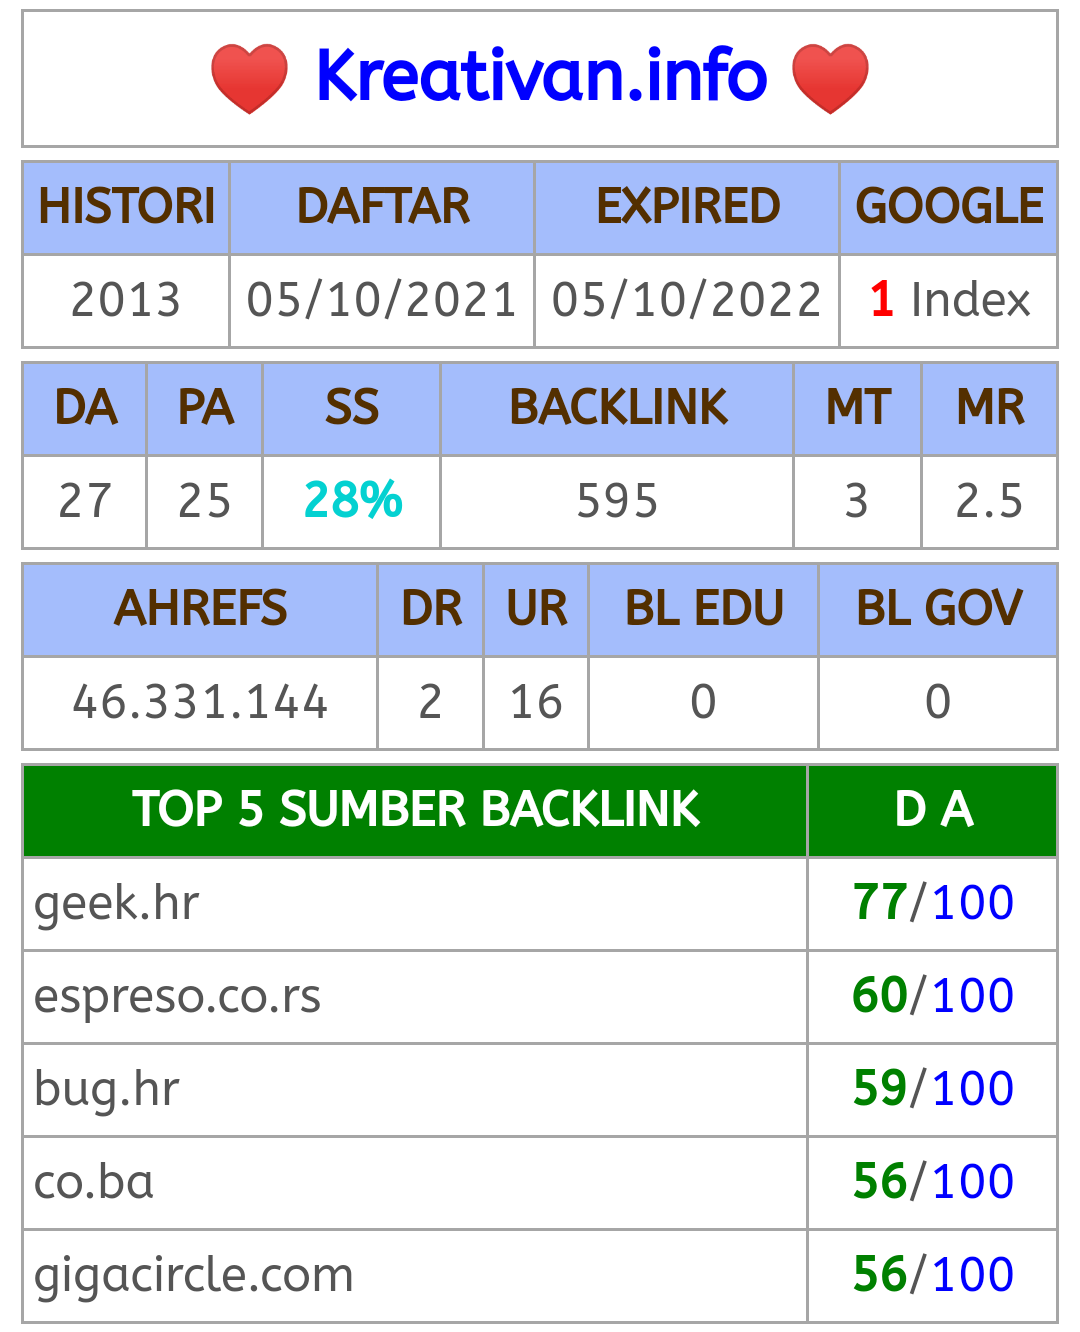 Kreativan.info
HISTORI DAFTAR EXPIRED GOOGLE
2013 05/10/2021 05/10/2022 1 Index
DA PA SS BACKLINK MT MR
27 25 28% 595 3 2.5
AHREFS DR UR BL EDU BL GOV
46.331.144 2 16 0 0
TOP 5 SUMBER BACKLINK D A
geek.hr 77/100
espreso.co.rs 60/100
bug.hr 59/100
co.ba 56/100
gigacircle.com 56/100